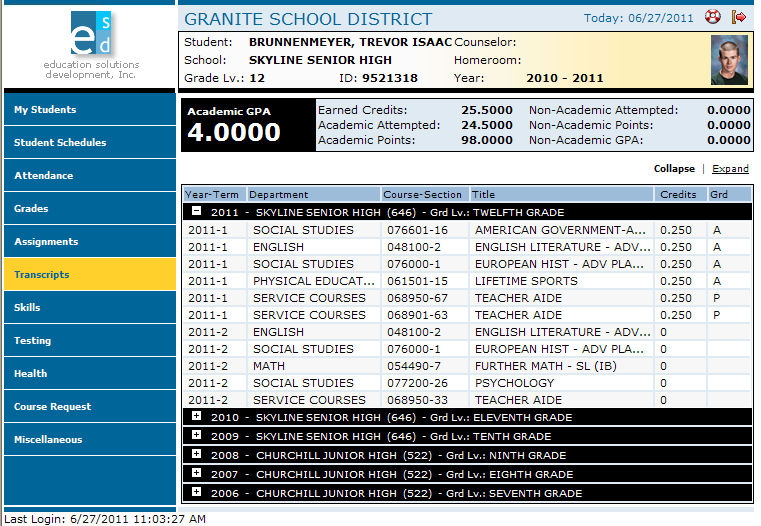 GRANITE SCHOOL DISTRICT Today: 06/27/2011
e s d
education solutions
development, Inc.
Student: BRUNNENMEYER, TREVOR ISAAC Counselor:
School: SKYLINE SENIOR HIGH Homeroom:
Grade Lv.: 12 ID: 9521318 Year: 2010 - 2011
My Students
Student Schedules
Attendance
Grades
Assignments
Transcripts
Skills
Testing
Health
Course Request
Miscellaneous
Academic GPA
4.0000
Earned Credits: 25.5000 Non-Academic Attempted: 0.0000
Academic Attempted: 24.5000 Non-Academic Points: 0.0000
Academic Points: 98.0000 Non-Academic GPA: 0.0000
Collapse | Expand
Year-Term Department Course-Section Title Credits Grd
2011 - SKYLINE SENIOR HIGH (646) - Grd Lv.: TWELFTH GRADE
2011-1 SOCIAL STUDIES 076601-16 AMERICAN GOVERNMENT-A... 0.250 A
2011-1 ENGLISH 048100-2 ENGLISH LITERATURE - ADV... 0.250 A
2011-1 SOCIAL STUDIES 076000-1 EUROPEAN HIST - ADV PLA... 0.250 A
2011-1 PHYSICAL EDUCAT... 061501-15 LIFETIME SPORTS 0.250 A
2011-1 SERVICE COURSES 068950-67 TEACHER AIDE 0.250 P
2011-1 SERVICE COURSES 068901-63 TEACHER AIDE 0.250 P
2011-2 ENGLISH 048100-2 ENGLISH LITERATURE - ADV... 0
2011-2 SOCIAL STUDIES 076000-1 EUROPEAN HIST - ADV PLA... 0
2011-2 MATH 054490-7 FURTHER MATH - SL (IB) 0
2011-2 SOCIAL STUDIES 077200-26 PSYCHOLOGY 0
2011-2 SERVICE COURSES 068950-33 TEACHER AIDE 0
2010 - SKYLINE SENIOR HIGH (646) - Grd Lv.: ELEVENTH GRADE
2009 - SKYLINE SENIOR HIGH (646) - Grd Lv.: TENTH GRADE
2008 - CHURCHILL JUNIOR HIGH (522) - Grd Lv.: NINTH GRADE
2007 - CHURCHILL JUNIOR HIGH (522) - Grd Lv.: EIGHTH GRADE
2006 - CHURCHILL JUNIOR HIGH (522) - Grd Lv.: SEVENTH GRADE
Last Login: 6/27/2011 11:03:27 AM